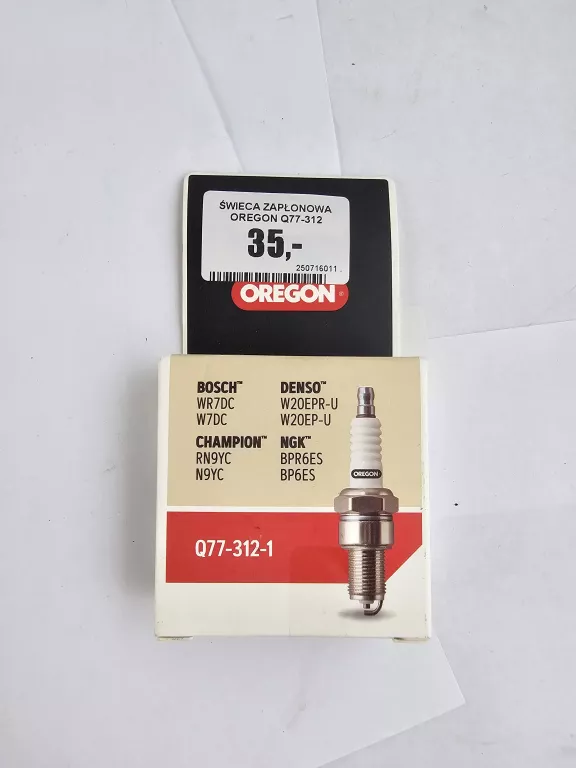 ŚWIECA ZAPŁONOWA
OREGON Q77-312
35,-
250716011 .
OREGON®
BOSCH™
WR7DC
W7DC
DENSO™
W20EPR-U
W20EP-U
CHAMPION™
RN9YC
N9YC
NGK™
BPR6ES
BP6ES
OREGON
Q77-312-1